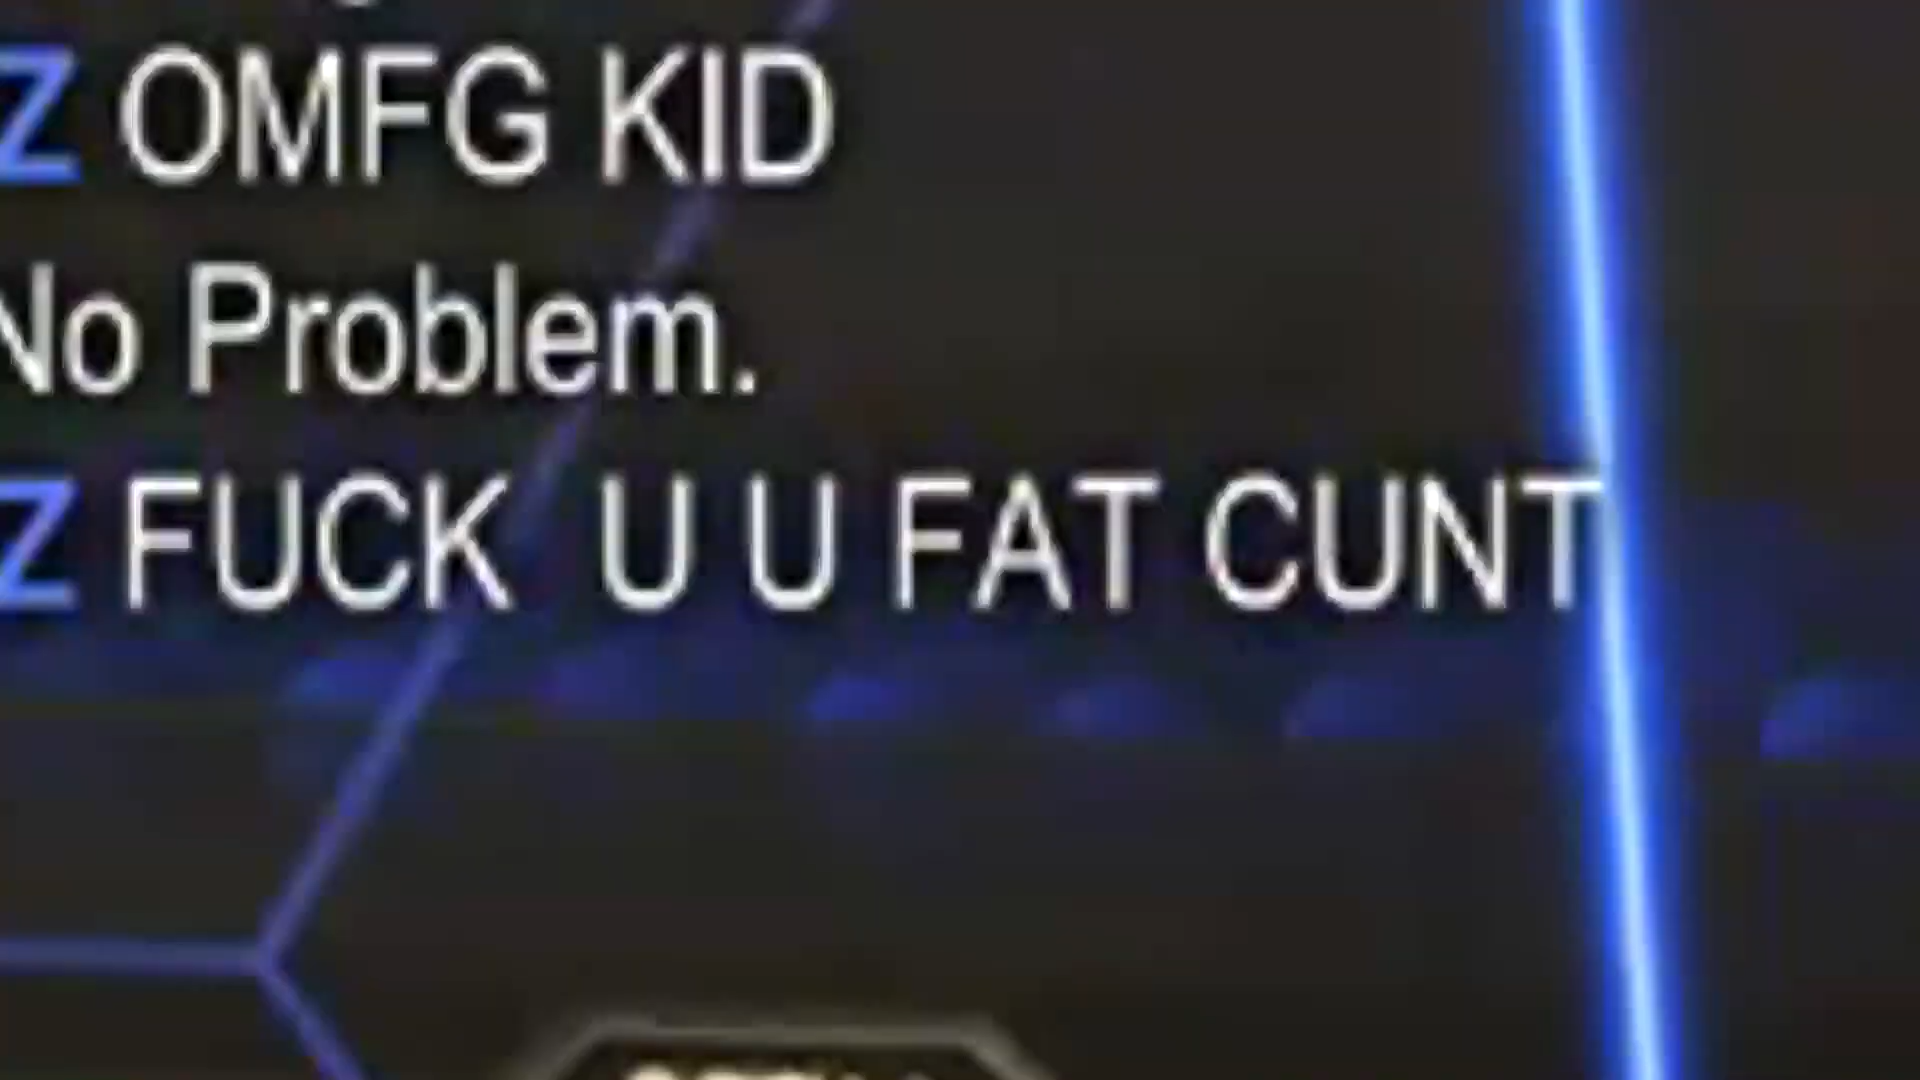 Z OMFG KID
No Problem.
Z FUCK  U U FAT CUNT